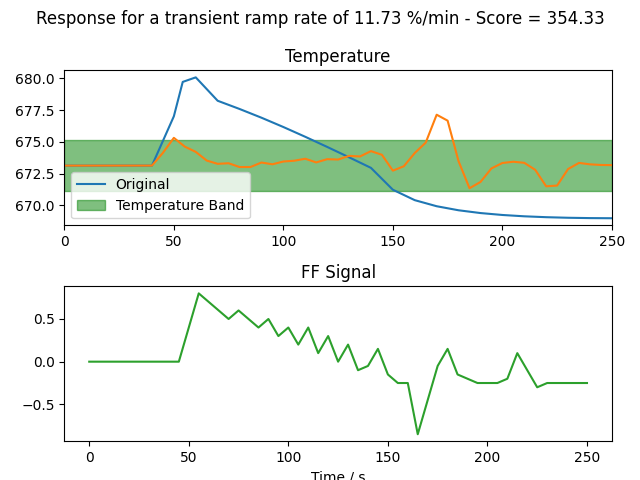 Response for a transient ramp rate of 11.73 %/min - Score = 354.33
Temperature
680.0
677.5
675.0
672.5
670.0
Original
Temperature Band
0 50 100 150 200 250
FF Signal
0.5
0.0
−0.5
0 50 100 150 200 250
Time / s